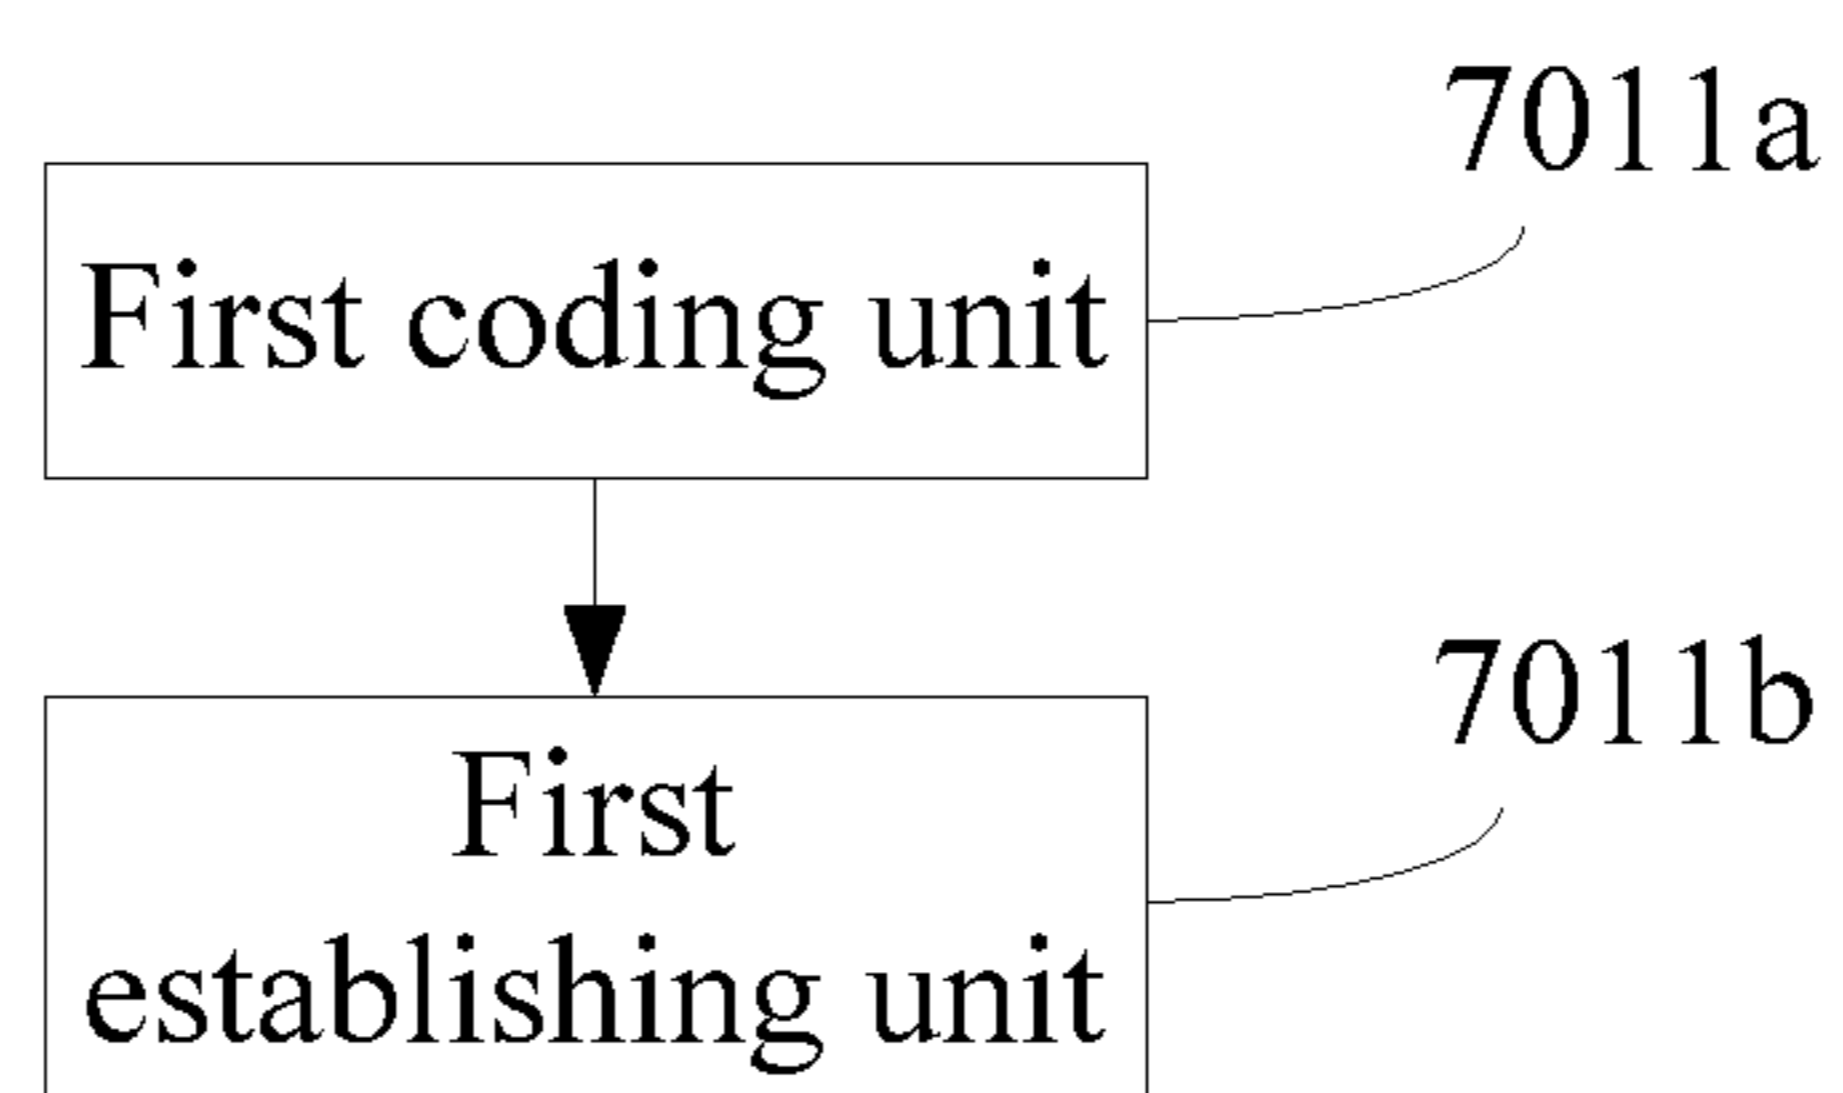 7011a
First coding unit
7011b
First
establishing unit